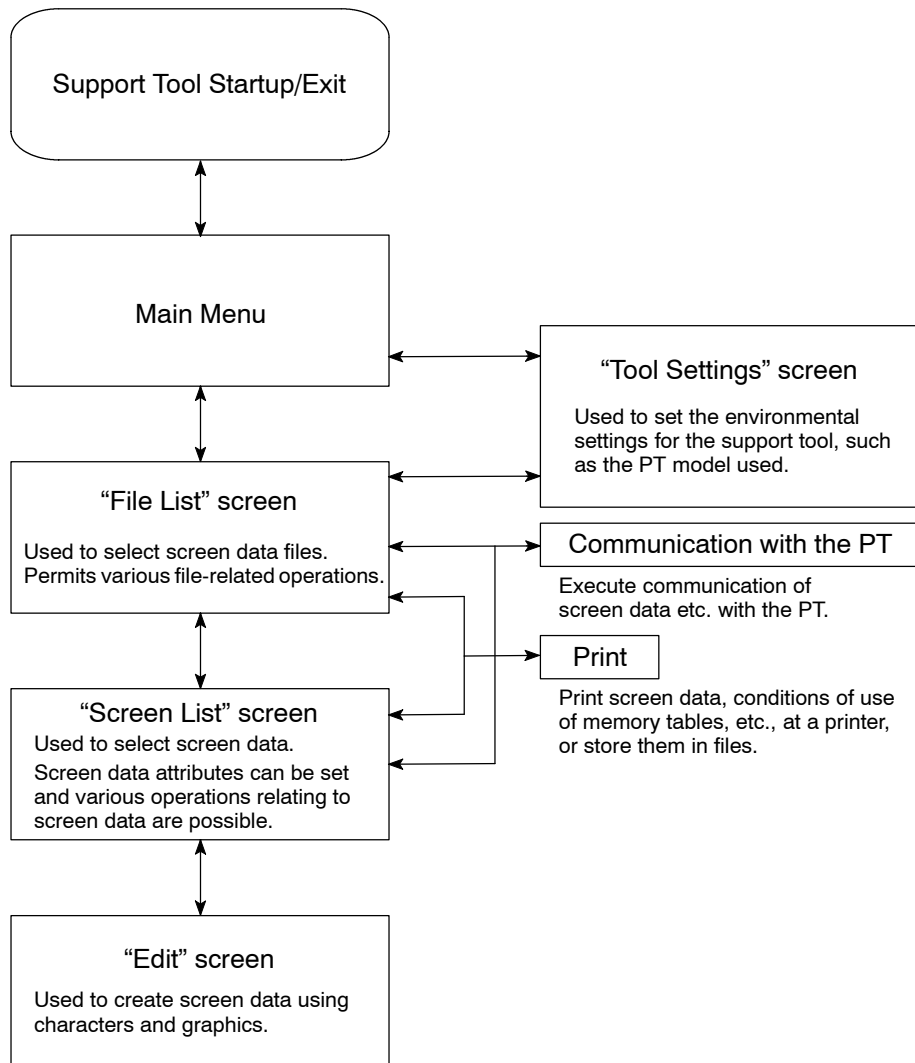 Support Tool Startup/Exit
Main Menu
“Tool Settings” screen
Used to set the environmental
settings for the support tool, such
as the PT model used.
“File List” screen
Used to select screen data files.
Permits various file-related operations.
Communication with the PT
Execute communication of
screen data etc. with the PT.
Print
Print screen data, conditions of use
of memory tables, etc., at a printer,
or store them in files.
“Screen List” screen
Used to select screen data.
Screen data attributes can be set
and various operations relating to
screen data are possible.
“Edit” screen
Used to create screen data using
characters and graphics.